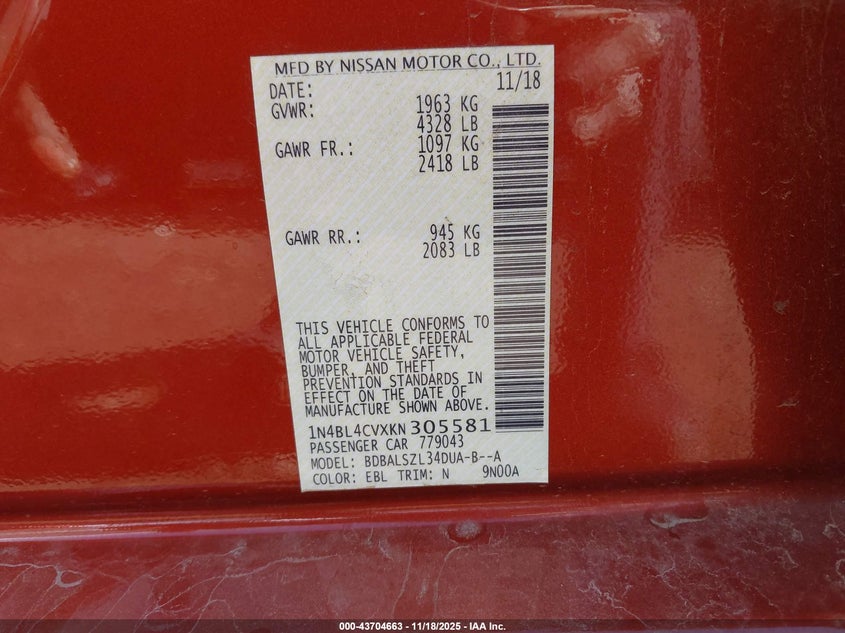 MFD BY NISSAN MOTOR CO., LTD.
DATE: 11/18
GVWR: 1963 KG
4328 LB
GAWR FR.: 1097 KG
2418 LB
GAWR RR.: 945 KG
2083 LB
THIS VEHICLE CONFORMS TO
ALL APPLICABLE FEDERAL
MOTOR VEHICLE SAFETY,
BUMPER, AND THEFT
PREVENTION STANDARDS IN
EFFECT ON THE DATE OF
MANUFACTURE SHOWN ABOVE.
1N4BL4CVXKN305581
PASSENGER CAR 779043
MODEL: BDBALSZL34DUA-B--A
COLOR: EBL TRIM: N 9N00A
000-43704663 - 11/18/2025 - IAA Inc.